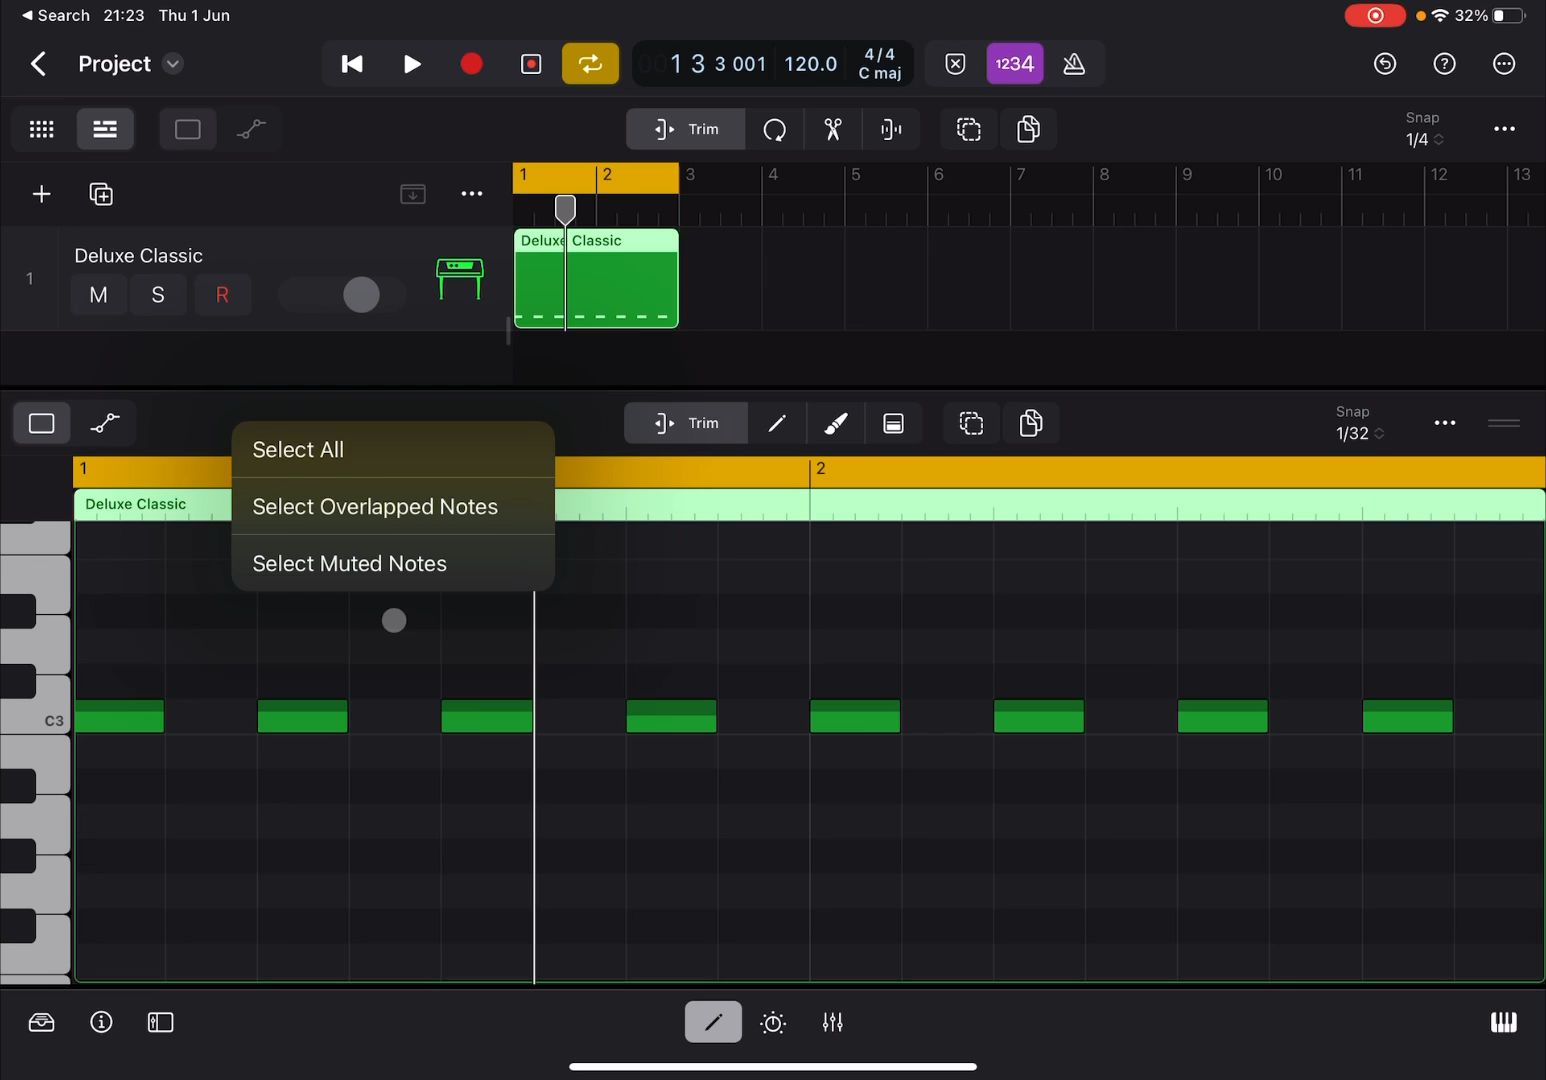 ◀ Search 21:23 Thu 1 Jun 32%
Project 001 3 3 001 120.0 4/4 C maj 1234
Trim Snap 1/4
1 2 3 4 5 6 7 8 9 10 11 12 13
Deluxe Classic
1 Deluxe Classic
M S R
Trim Snap 1/32
Select All
Select Overlapped Notes
Select Muted Notes
1 2
Deluxe Classic
C3